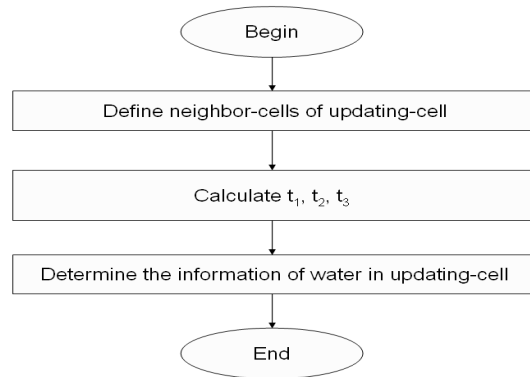 Begin
Define neighbor-cells of updating-cell
Calculate t₁, t₂, t₃
Determine the information of water in updating-cell
End